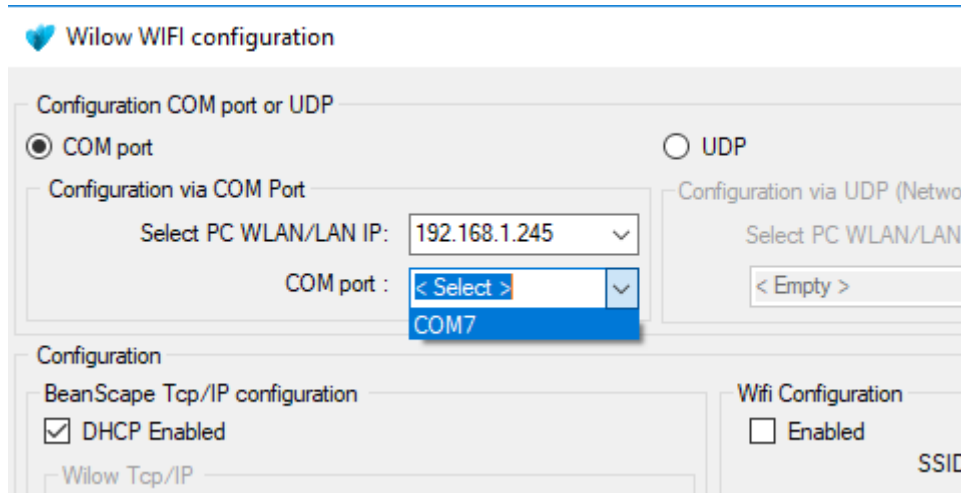 Wilow WIFI configuration
Configuration COM port or UDP
COM port
UDP
Configuration via COM Port
Configuration via UDP (Netwo
Select PC WLAN/LAN IP: 192.168.1.245
Select PC WLAN/LAN
COM port : < Select >
< Empty >
COM7
Configuration
BeanScape Tcp/IP configuration
Wifi Configuration
DHCP Enabled
Enabled
SSID
Wilow Tcp/IP